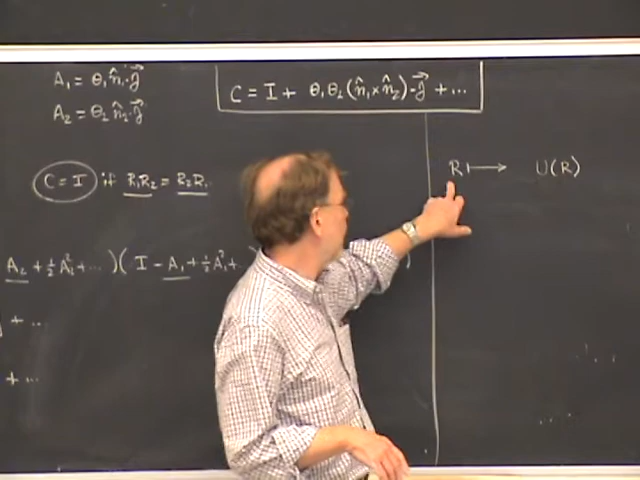 A₁ = θ₁ n̂₁·J⃗
A₂ = θ₂ n̂₂·J⃗
C = I if R₁R₂ = R₂R₁
A₂ + ½A₂² + ... )( I - A₁ + ½A₁² + ..
+ ...
+ ...
C = I + θ₁θ₂(n̂₁×n̂₂)·J⃗ + ...
R ↦ U(R)